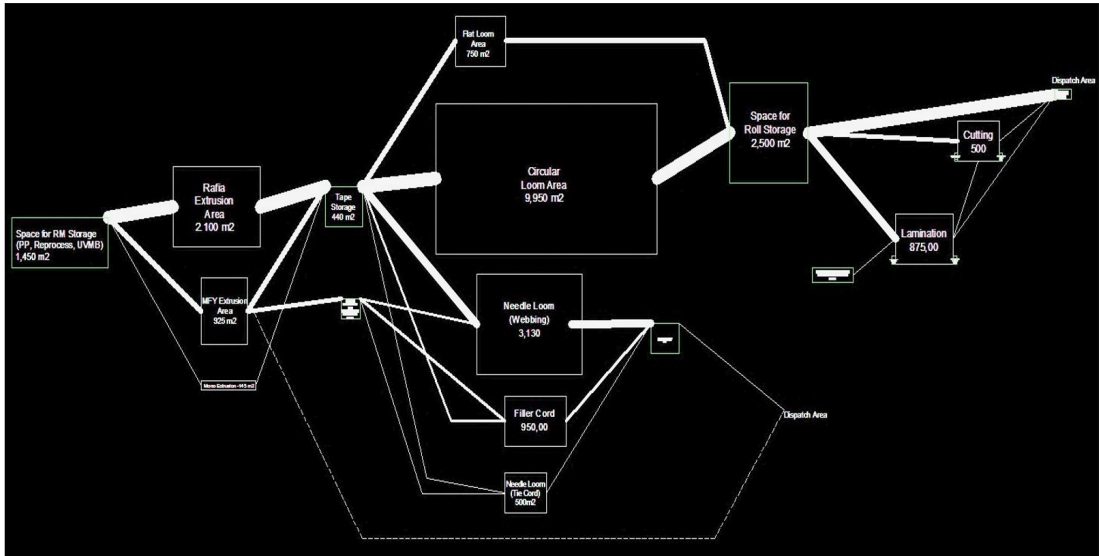 Flat Loom
Area
750 m2
Dispatch Area
Space for
Roll Storage
2,500 m2
Cutting
500
Circular
Loom Area
9,950 m2
Rafia
Extrusion
Area
2.100 m2
Tape
Storage
440 m2
Space for RM Storage
(PP, Reprocess, UVMB)
1,450 m2
Lamination
875,00
MFY Extrusion
Area
925 m2
Needle Loom
(Webbing)
3,130
Filler Cord
950,00
Dispatch Area
Needle Loom
(Tie Cord)
500m2